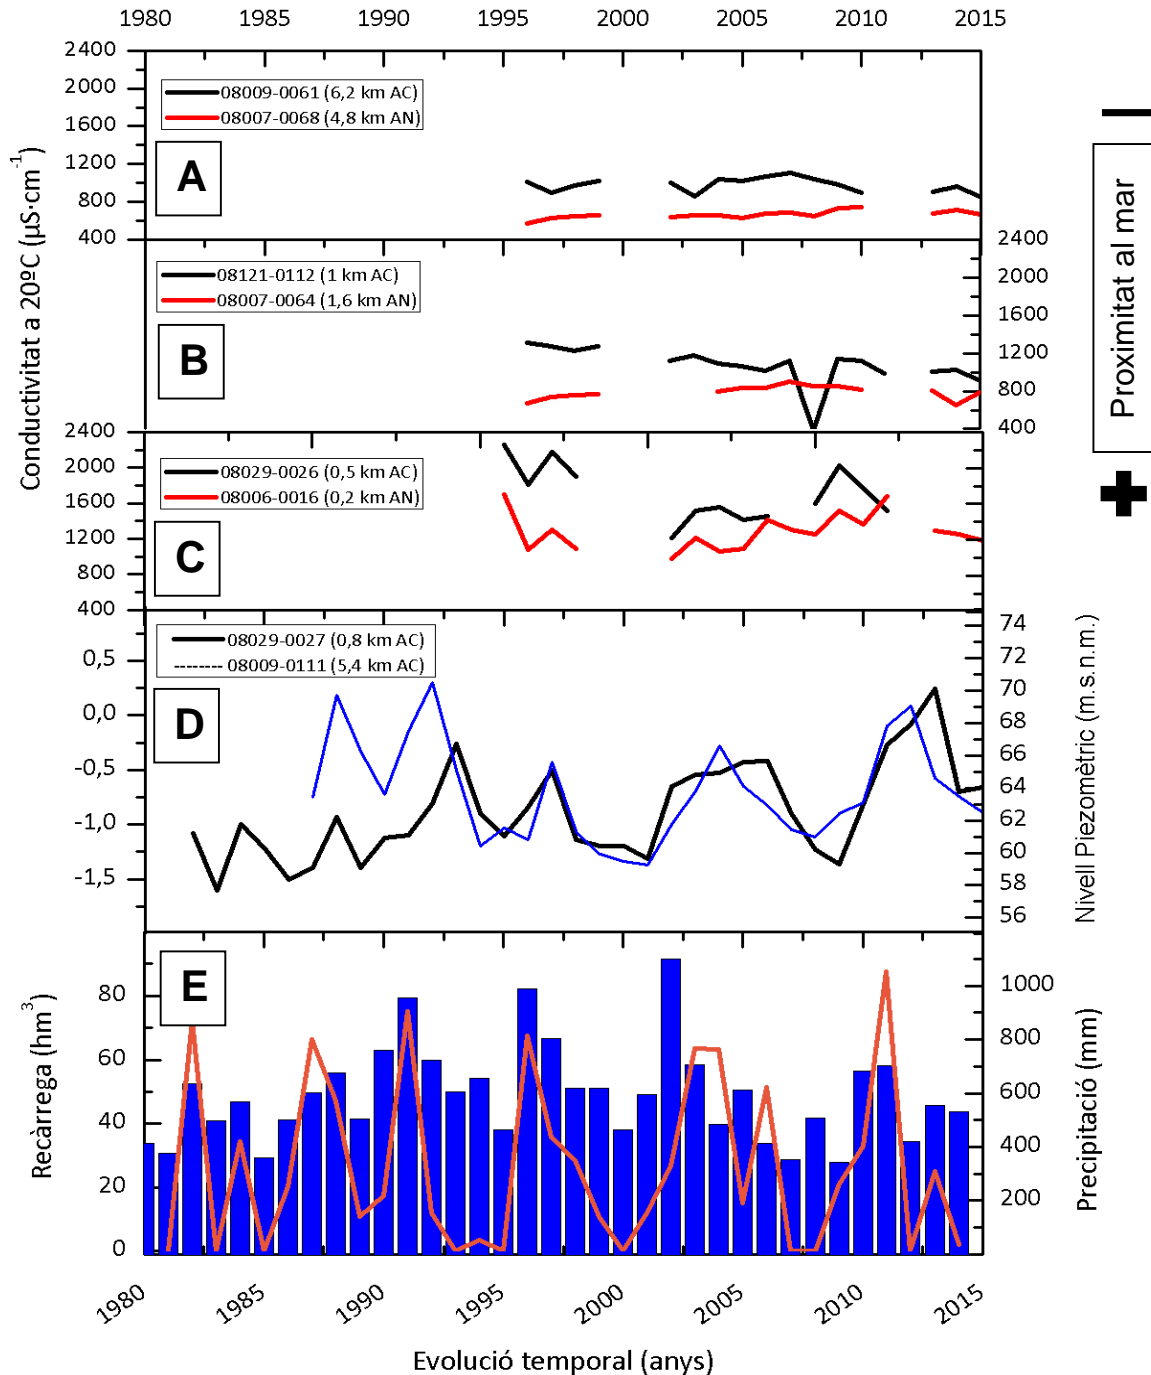 1980 1985 1990 1995 2000 2005 2010 2015
Conductivitat a 20ºC (µS·cm⁻¹)
2400
2000
1600
1200
800
400
08009-0061 (6,2 km AC)
08007-0068 (4,8 km AN)
A
2400
2000
1600
1200
800
400
08121-0112 (1 km AC)
08007-0064 (1,6 km AN)
B
2400
2000
1600
1200
800
400
08029-0026 (0,5 km AC)
08006-0016 (0,2 km AN)
C
Proximitat al mar
08029-0027 (0,8 km AC)
08009-0111 (5,4 km AC)
D
0,5
0,0
-0,5
-1,0
-1,5
74
72
70
68
66
64
62
60
58
56
Nivell Piezomètric (m.s.n.m.)
E
Recàrrega (hm³)
80
60
40
20
0
1000
800
600
400
200
Precipitació (mm)
1980 1985 1990 1995 2000 2005 2010 2015
Evolució temporal (anys)